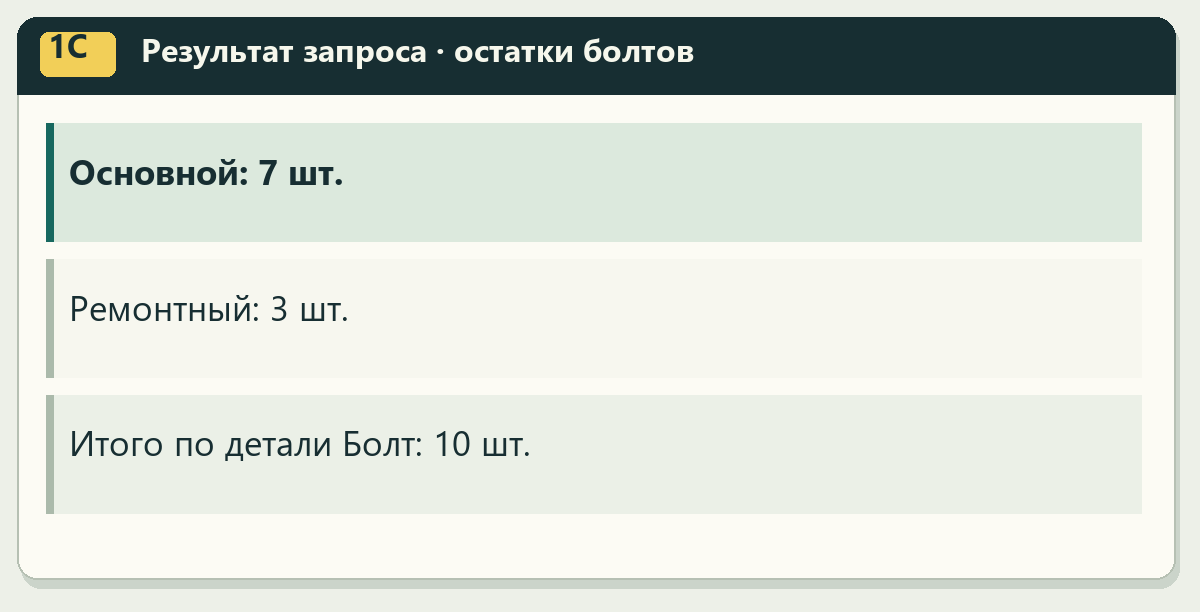 1С
Результат запроса · остатки болтов
Основной: 7 шт.
Ремонтный: 3 шт.
Итого по детали Болт: 10 шт.